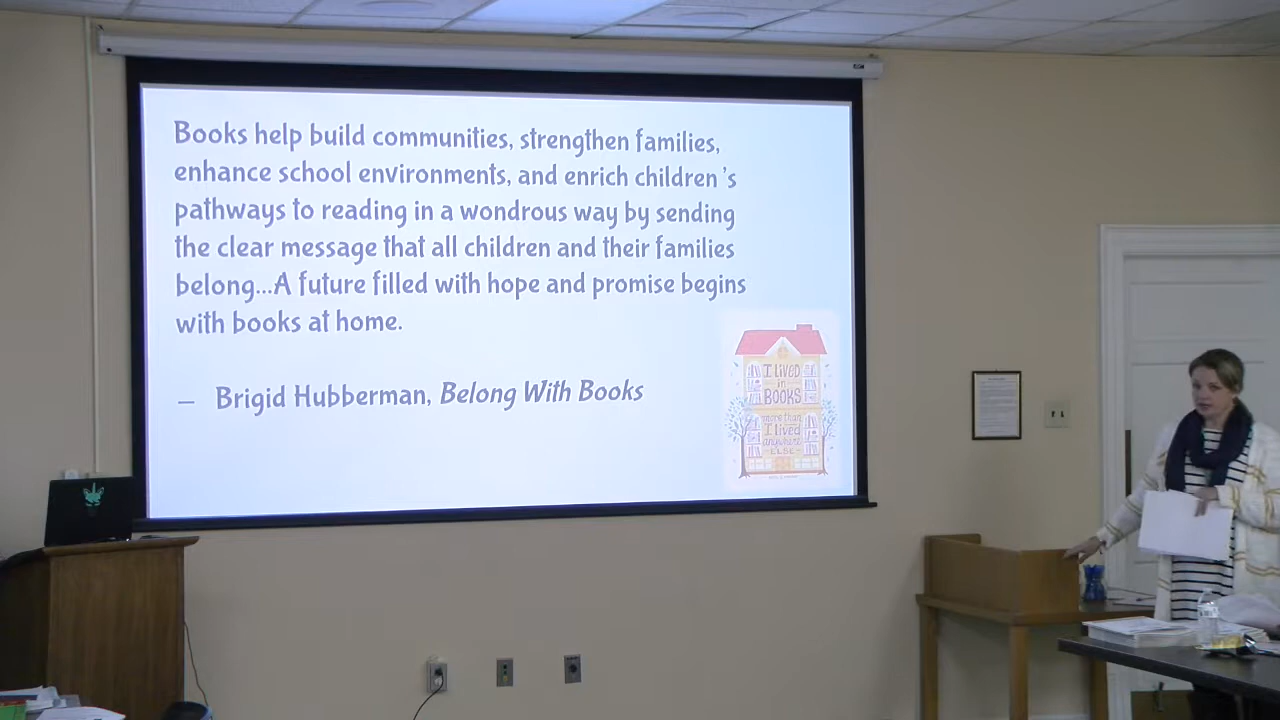 Books help build communities, strengthen families,
enhance school environments, and enrich children's
pathways to reading in a wondrous way by sending
the clear message that all children and their families
belong...A future filled with hope and promise begins
with books at home.
– Brigid Hubberman, Belong With Books
I lived
in
BOOKS
more than
I lived
anywhere
ELSE